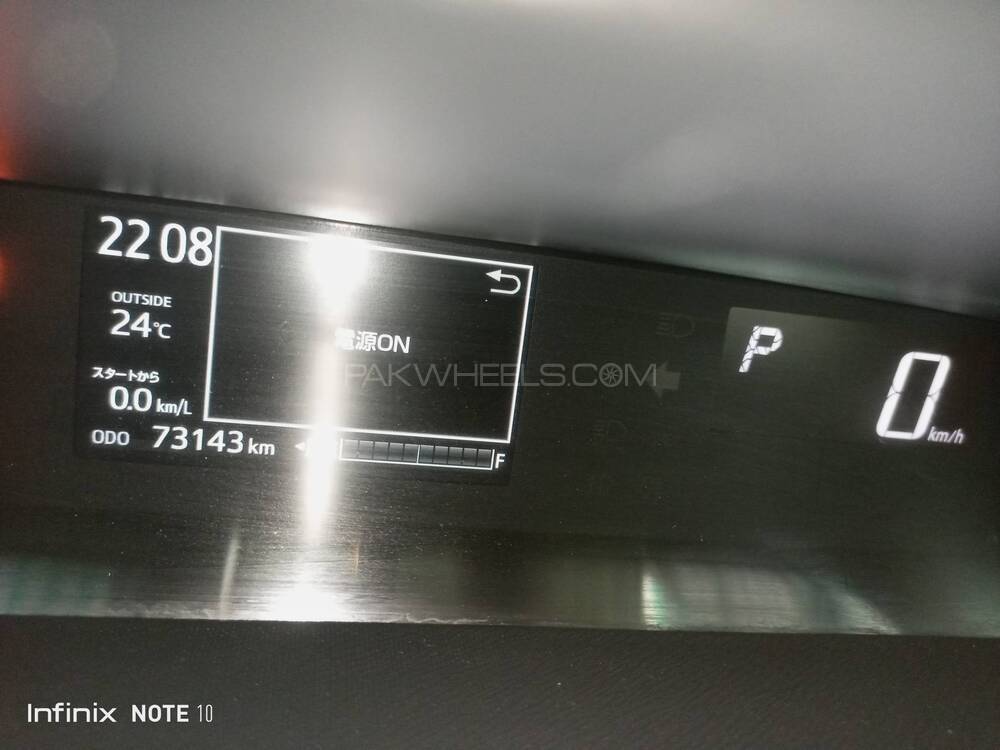 22 08
OUTSIDE
24℃
スタートから
0.0 km/L
ODO 73143 km
電源ON
F
P
0 km/h
PAKWHEELS.COM
Infinix NOTE 10